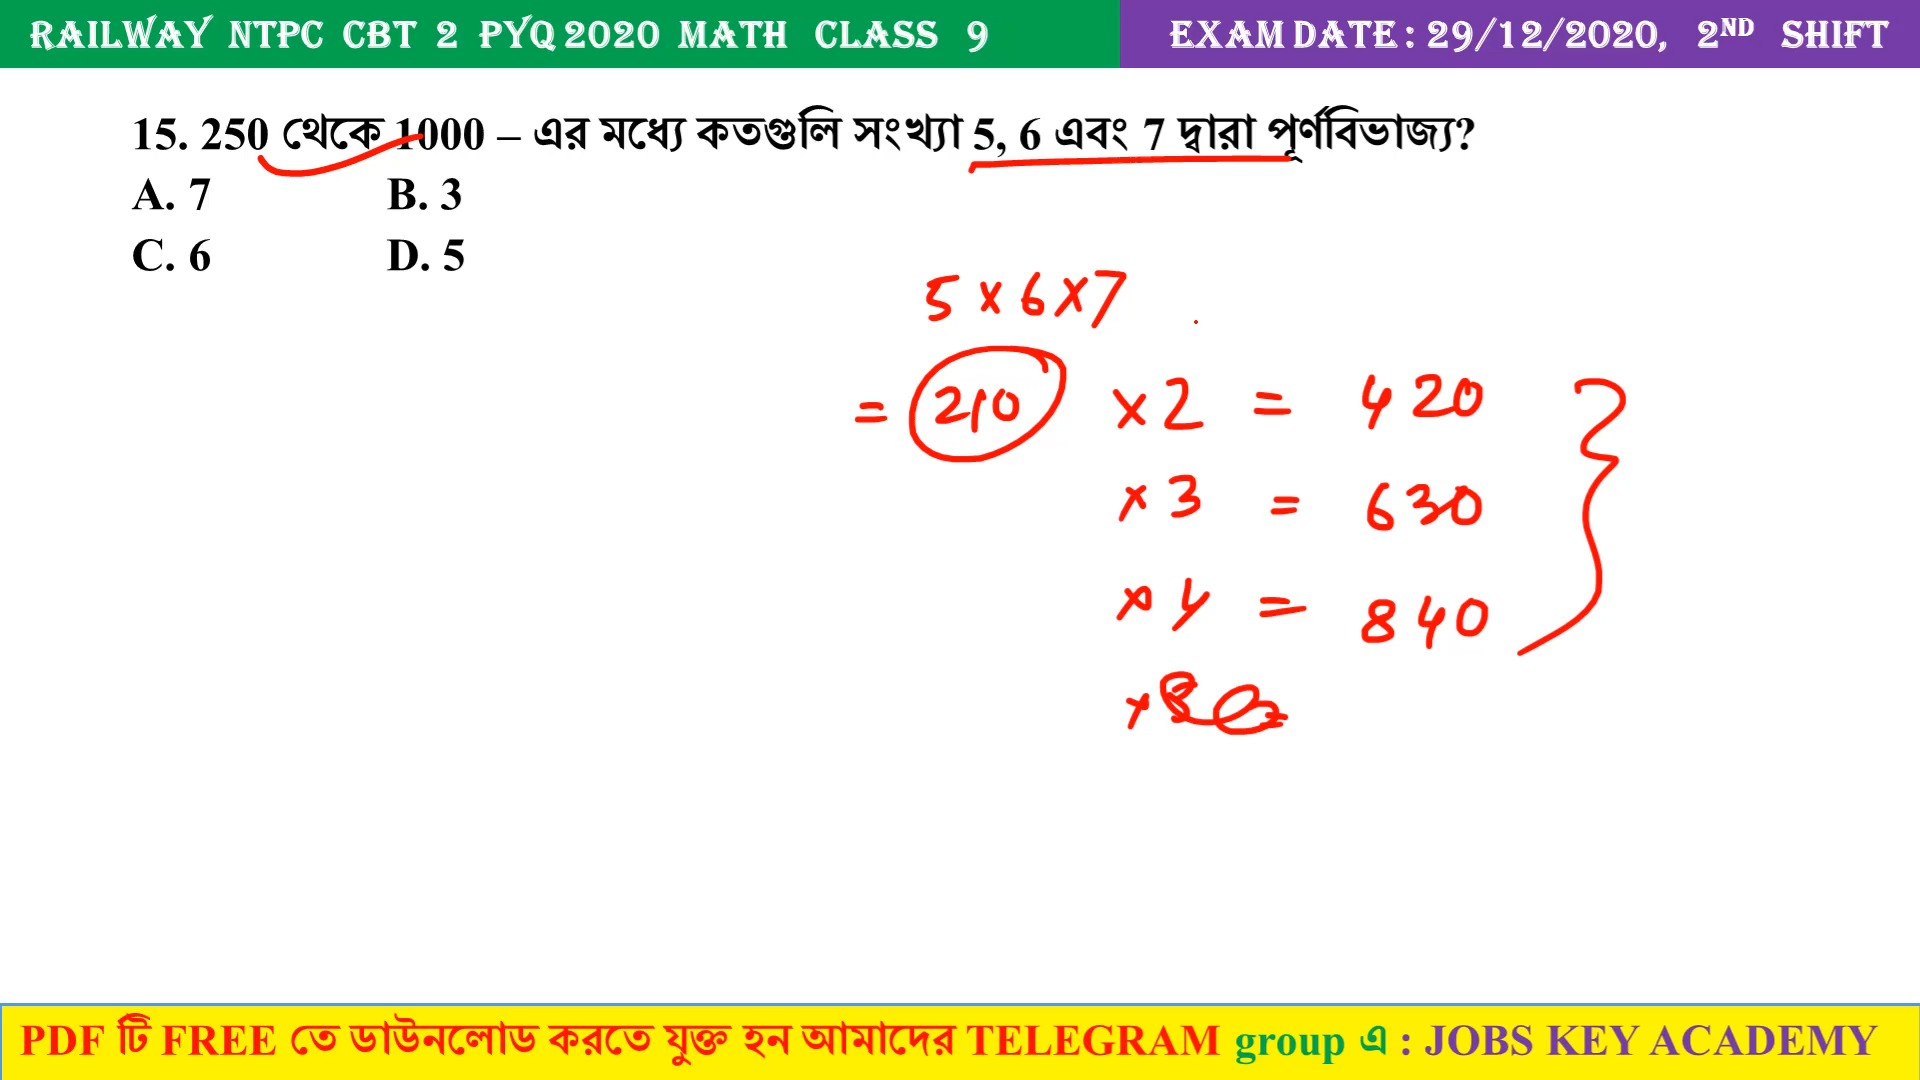 RAILWAY NTPC CBT 2 PYQ 2020 MATH CLASS 9
EXAM DATE : 29/12/2020, 2ND SHIFT
15. 250 থেকে 1000 – এর মধ্যে কতগুলি সংখ্যা 5, 6 এবং 7 দ্বারা পূর্ণবিভাজ্য?
A. 7 B. 3
C. 6 D. 5
5 × 6 × 7
= 210 × 2 = 420
× 3 = 630
× 4 = 840
PDF টি FREE তে ডাউনলোড করতে যুক্ত হন আমাদের TELEGRAM group এ : JOBS KEY ACADEMY